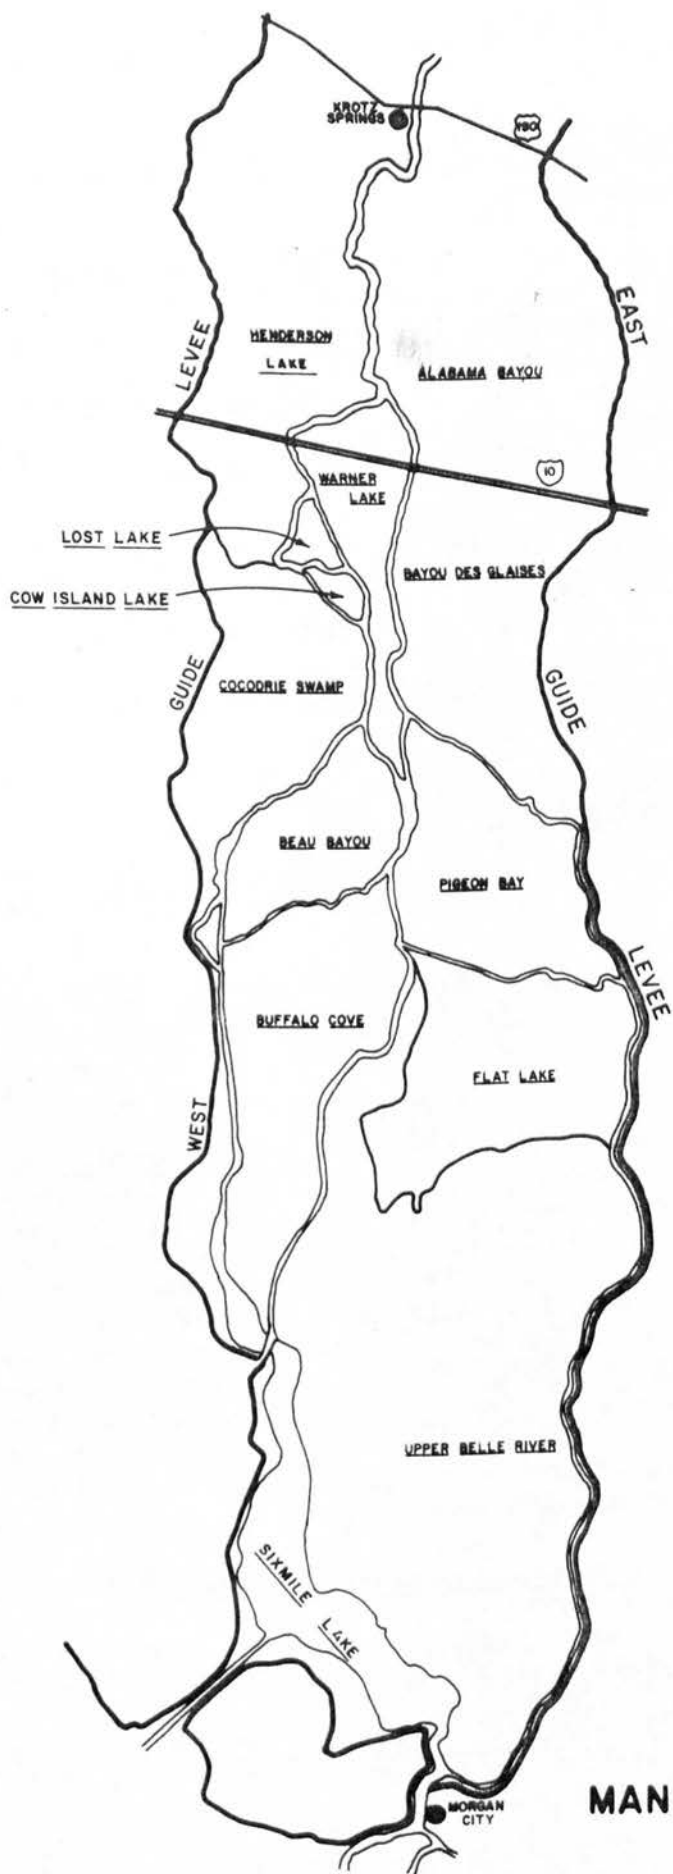 KROTZ
SPRINGS
190
EAST
LEVEE
HENDERSON
LAKE
ALABAMA BAYOU
10
WARNER
LAKE
LOST LAKE
BAYOU DES GLAISES
COW ISLAND LAKE
GUIDE
COCODRIE SWAMP
GUIDE
BEAU BAYOU
PIGEON BAY
LEVEE
BUFFALO COVE
FLAT LAKE
WEST
UPPER BELLE RIVER
SIXMILE LAKE
MAN
MORGAN
CITY